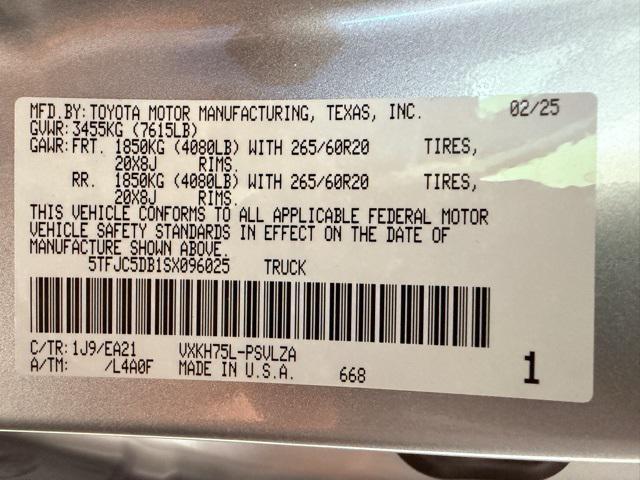 MFD.BY: TOYOTA MOTOR MANUFACTURING, TEXAS, INC. 02/25
GVWR: 3455KG (7615LB)
GAWR: FRT. 1850KG (4080LB) WITH 265/60R20 TIRES,
20X8J RIMS.
RR. 1850KG (4080LB) WITH 265/60R20 TIRES,
20X8J RIMS.
THIS VEHICLE CONFORMS TO ALL APPLICABLE FEDERAL MOTOR
VEHICLE SAFETY STANDARDS IN EFFECT ON THE DATE OF
MANUFACTURE SHOWN ABOVE.
5TFJC5DB1SX096025 TRUCK
C/TR: 1J9/EA21 VXKH75L-PSVLZA
A/TM: /L4A0F MADE IN U.S.A. 668 1